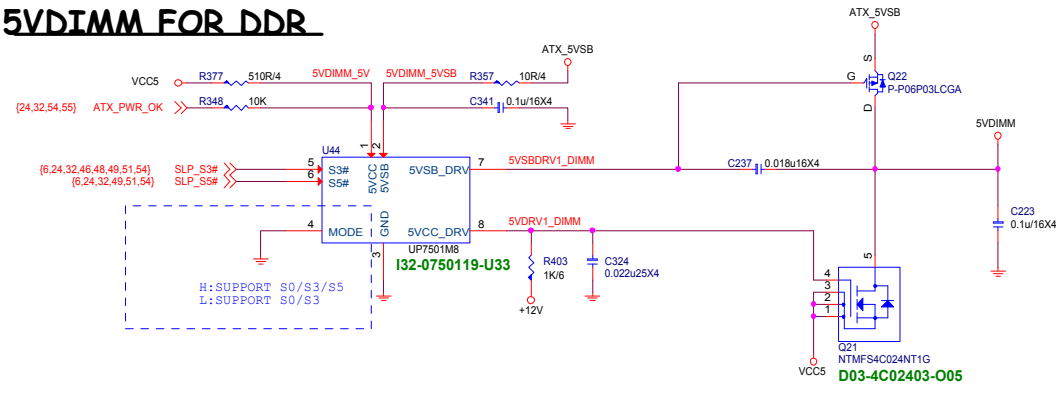 5VDIMM FOR DDR
ATX_5VSB
ATX_5VSB
VCC5
R377
510R/4
5VDIMM_5V
5VDIMM_5VSB
R357
10R/4
G
S
D
Q22
P-P06P03LCGA
{24,32,54,55}
ATX_PWR_OK
R348
10K
C341
0.1u/16X4
5VDIMM
U44
1
2
{6,24,32,46,48,49,51,54}
SLP_S3#
5
S3#
5VCC
5VSB
5VSB_DRV
7
5VSBDRV1_DIMM
C237
0.018u16X4
{6,24,32,49,51,54}
SLP_S5#
6
S5#
C223
0.1u/16X4
4
MODE
GND
5VCC_DRV
8
5VDRV1_DIMM
3
UP7501M8
I32-0750119-U33
R403
1K/6
C324
0.022u25X4
5
4
3
2
1
H:SUPPORT S0/S3/S5
L:SUPPORT S0/S3
+12V
Q21
NTMFS4C024NT1G
VCC5
D03-4C02403-O05